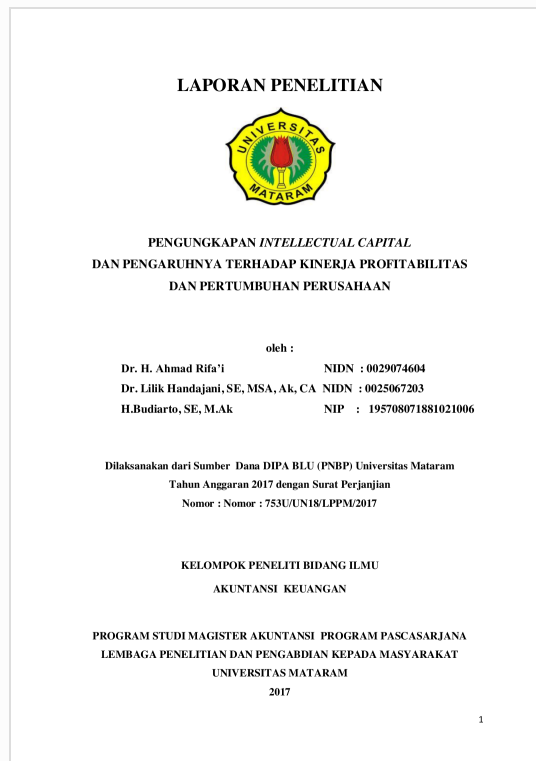 LAPORAN PENELITIAN
UNIVERSITAS
MATARAM
PENGUNGKAPAN INTELLECTUAL CAPITAL
DAN PENGARUHNYA TERHADAP KINERJA PROFITABILITAS
DAN PERTUMBUHAN PERUSAHAAN
oleh :
Dr. H. Ahmad Rifa’i NIDN : 0029074604
Dr. Lilik Handajani, SE, MSA, Ak, CA NIDN : 0025067203
H.Budiarto, SE, M.Ak NIP : 195708071881021006
Dilaksanakan dari Sumber Dana DIPA BLU (PNBP) Universitas Mataram
Tahun Anggaran 2017 dengan Surat Perjanjian
Nomor : Nomor : 753U/UN18/LPPM/2017
KELOMPOK PENELITI BIDANG ILMU
AKUNTANSI KEUANGAN
PROGRAM STUDI MAGISTER AKUNTANSI PROGRAM PASCASARJANA
LEMBAGA PENELITIAN DAN PENGABDIAN KEPADA MASYARAKAT
UNIVERSITAS MATARAM
2017
1